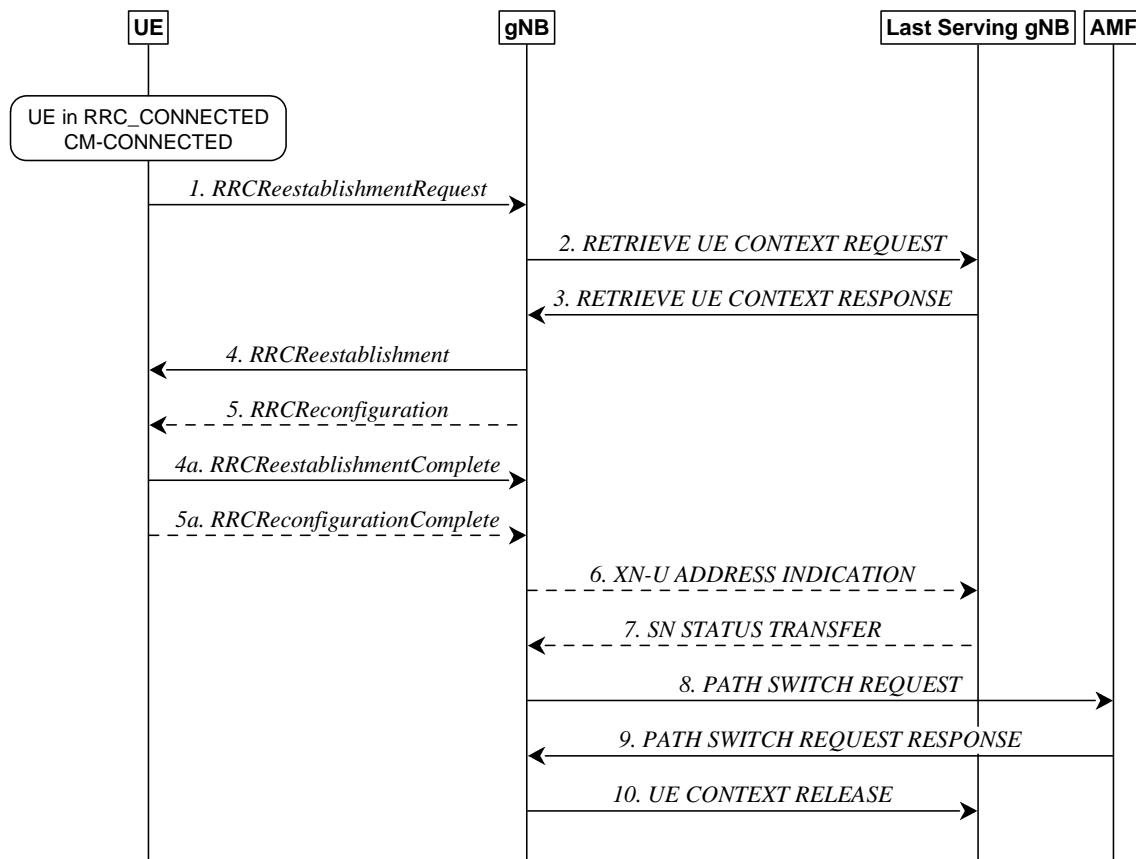 UE
gNB
Last Serving gNB
AMF
UE in RRC_CONNECTED
CM-CONNECTED
1. RRCReestablishmentRequest
2. RETRIEVE UE CONTEXT REQUEST
3. RETRIEVE UE CONTEXT RESPONSE
4. RRCReestablishment
5. RRCReconfiguration
4a. RRCReestablishmentComplete
5a. RRCReconfigurationComplete
6. XN-U ADDRESS INDICATION
7. SN STATUS TRANSFER
8. PATH SWITCH REQUEST
9. PATH SWITCH REQUEST RESPONSE
10. UE CONTEXT RELEASE